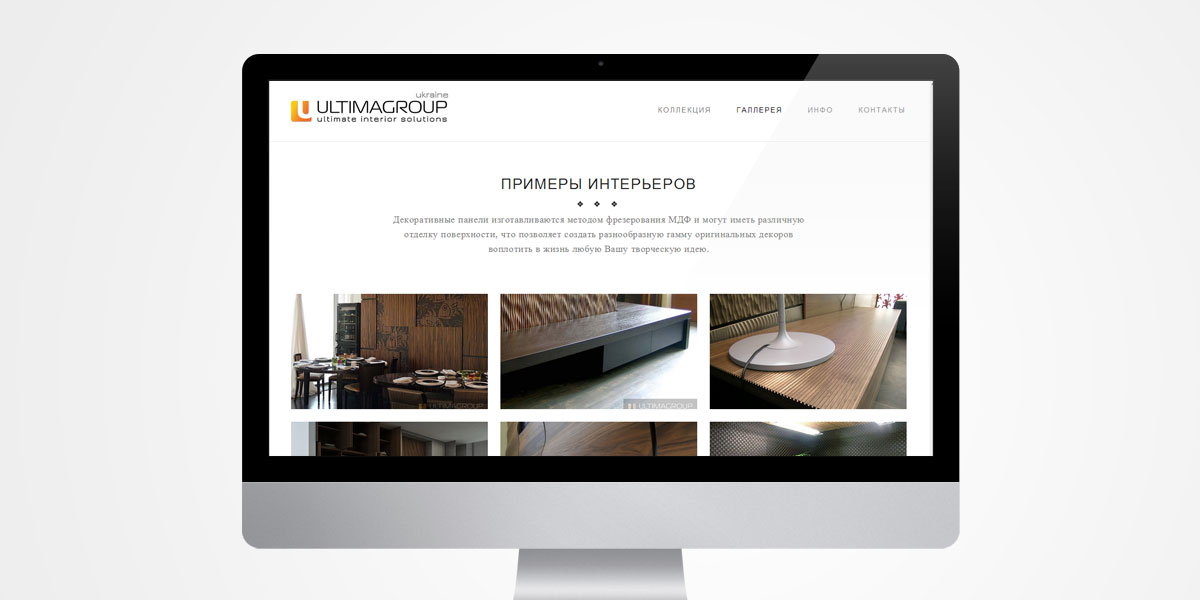 ukraine
ULTIMAGROUP
ultimate interior solutions
КОЛЛЕКЦИЯ ГАЛЛЕРЕЯ ИНФО КОНТАКТЫ
ПРИМЕРЫ ИНТЕРЬЕРОВ
Декоративные панели изготавливаются методом фрезерования МДФ и могут иметь различную
отделку поверхности, что позволяет создать разнообразную гамму оригинальных декоров
воплотить в жизнь любую Вашу творческую идею.
ULTIMAGROUP
ULTIMAGROUP